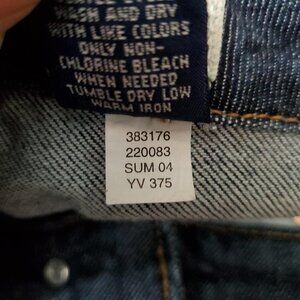 WASH AND DRY
WITH LIKE COLORS
ONLY NON-
CHLORINE BLEACH
WHEN NEEDED
TUMBLE DRY LOW
WARM IRON
383176
220083
SUM 04
YV 375